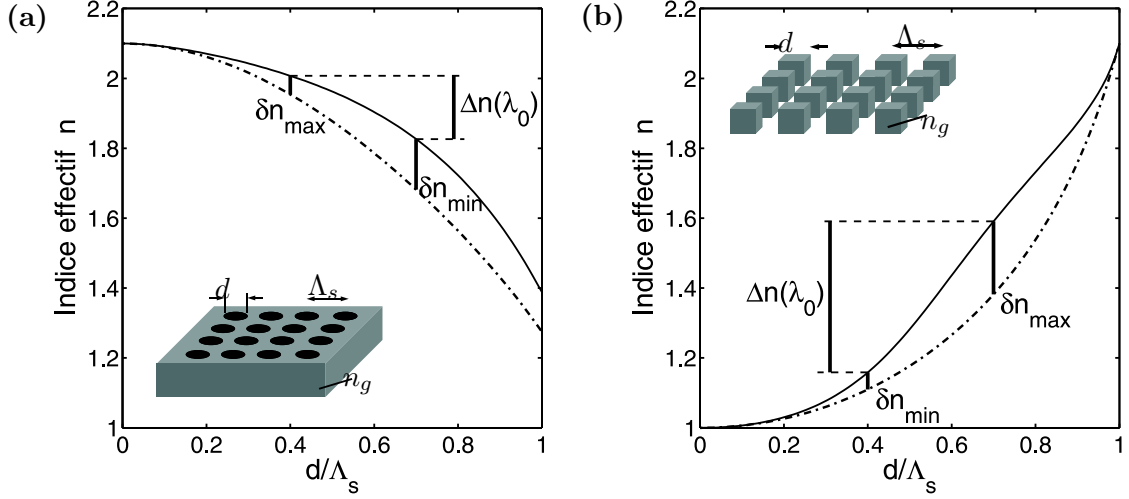 (a)
2.2
2
1.8
1.6
1.4
1.2
1
0 0.2 0.4 0.6 0.8 1
Indice effectif n
d/Λs
δn_max
Δn(λ_0)
δn_min
d
Λ_s
n_g
(b)
2.2
2
1.8
1.6
1.4
1.2
1
0 0.2 0.4 0.6 0.8 1
Indice effectif n
d/Λ_s
d
Λ_s
n_g
Δn(λ_0)
δn_max
δn_min